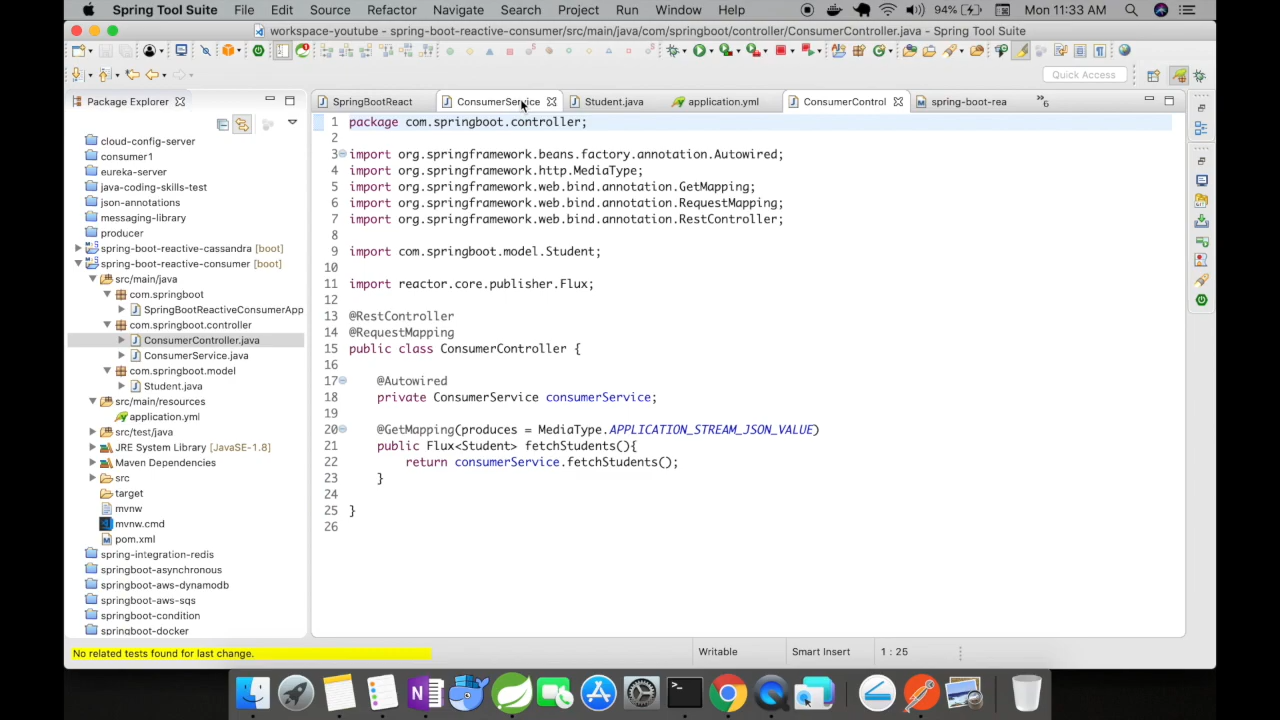 Spring Tool Suite File Edit Source Refactor Navigate Search Project Run Window Help 94% Mon 11:33 AM
workspace-youtube - spring-boot-reactive-consumer/src/main/java/com/springboot/controller/ConsumerController.java - Spring Tool Suite
Quick Access
Package Explorer
SpringBootReact ConsumerService Student.java application.yml ConsumerControl spring-boot-rea »6
cloud-config-server
consumer1
eureka-server
java-coding-skills-test
json-annotations
messaging-library
producer
spring-boot-reactive-cassandra [boot]
spring-boot-reactive-consumer [boot]
src/main/java
com.springboot
SpringBootReactiveConsumerApp
com.springboot.controller
ConsumerController.java
ConsumerService.java
com.springboot.model
Student.java
src/main/resources
application.yml
src/test/java
JRE System Library [JavaSE-1.8]
Maven Dependencies
src
target
mvnw
mvnw.cmd
pom.xml
spring-integration-redis
springboot-asynchronous
springboot-aws-dynamodb
springboot-aws-sqs
springboot-condition
springboot-docker
1 package com.springboot.controller;
2
3 import org.springframework.beans.factory.annotation.Autowired;
4 import org.springframework.http.MediaType;
5 import org.springframework.web.bind.annotation.GetMapping;
6 import org.springframework.web.bind.annotation.RequestMapping;
7 import org.springframework.web.bind.annotation.RestController;
8
9 import com.springboot.model.Student;
10
11 import reactor.core.publisher.Flux;
12
13 @RestController
14 @RequestMapping
15 public class ConsumerController {
16
17 @Autowired
18 private ConsumerService consumerService;
19
20 @GetMapping(produces = MediaType.APPLICATION_STREAM_JSON_VALUE)
21 public Flux<Student> fetchStudents(){
22 return consumerService.fetchStudents();
23 }
24
25 }
26
No related tests found for last change.
Writable Smart Insert 1 : 25